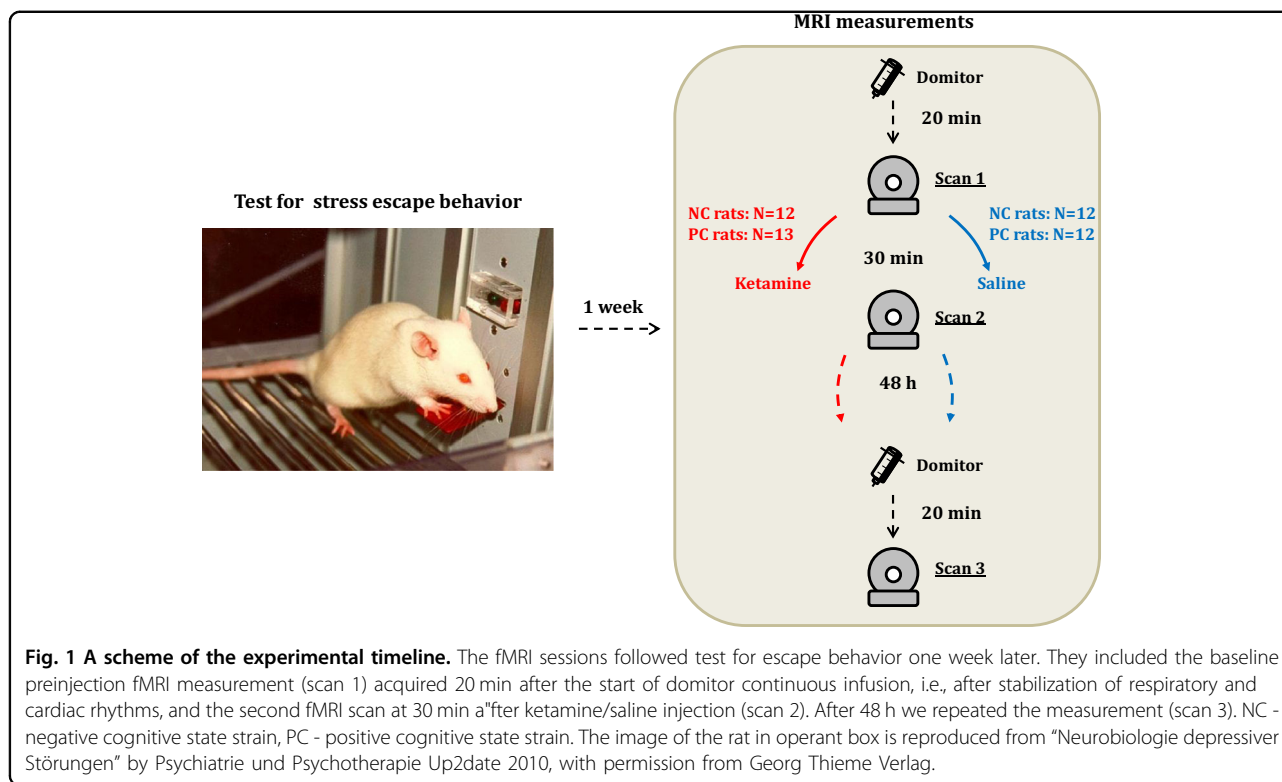 MRI measurements
Domitor
20 min
Scan 1
Test for stress escape behavior
NC rats: N=12
PC rats: N=13
NC rats: N=12
PC rats: N=12
30 min
Ketamine
Saline
1 week
Scan 2
48 h
Domitor
20 min
Scan 3
Fig. 1 A scheme of the experimental timeline. The fMRI sessions followed test for escape behavior one week later. They included the baseline
preinjection fMRI measurement (scan 1) acquired 20 min after the start of domitor continuous infusion, i.e., after stabilization of respiratory and
cardiac rhythms, and the second fMRI scan at 30 min a"fter ketamine/saline injection (scan 2). After 48 h we repeated the measurement (scan 3). NC -
negative cognitive state strain, PC - positive cognitive state strain. The image of the rat in operant box is reproduced from “Neurobiologie depressiver
Störungen” by Psychiatrie und Psychotherapie Up2date 2010, with permission from Georg Thieme Verlag.